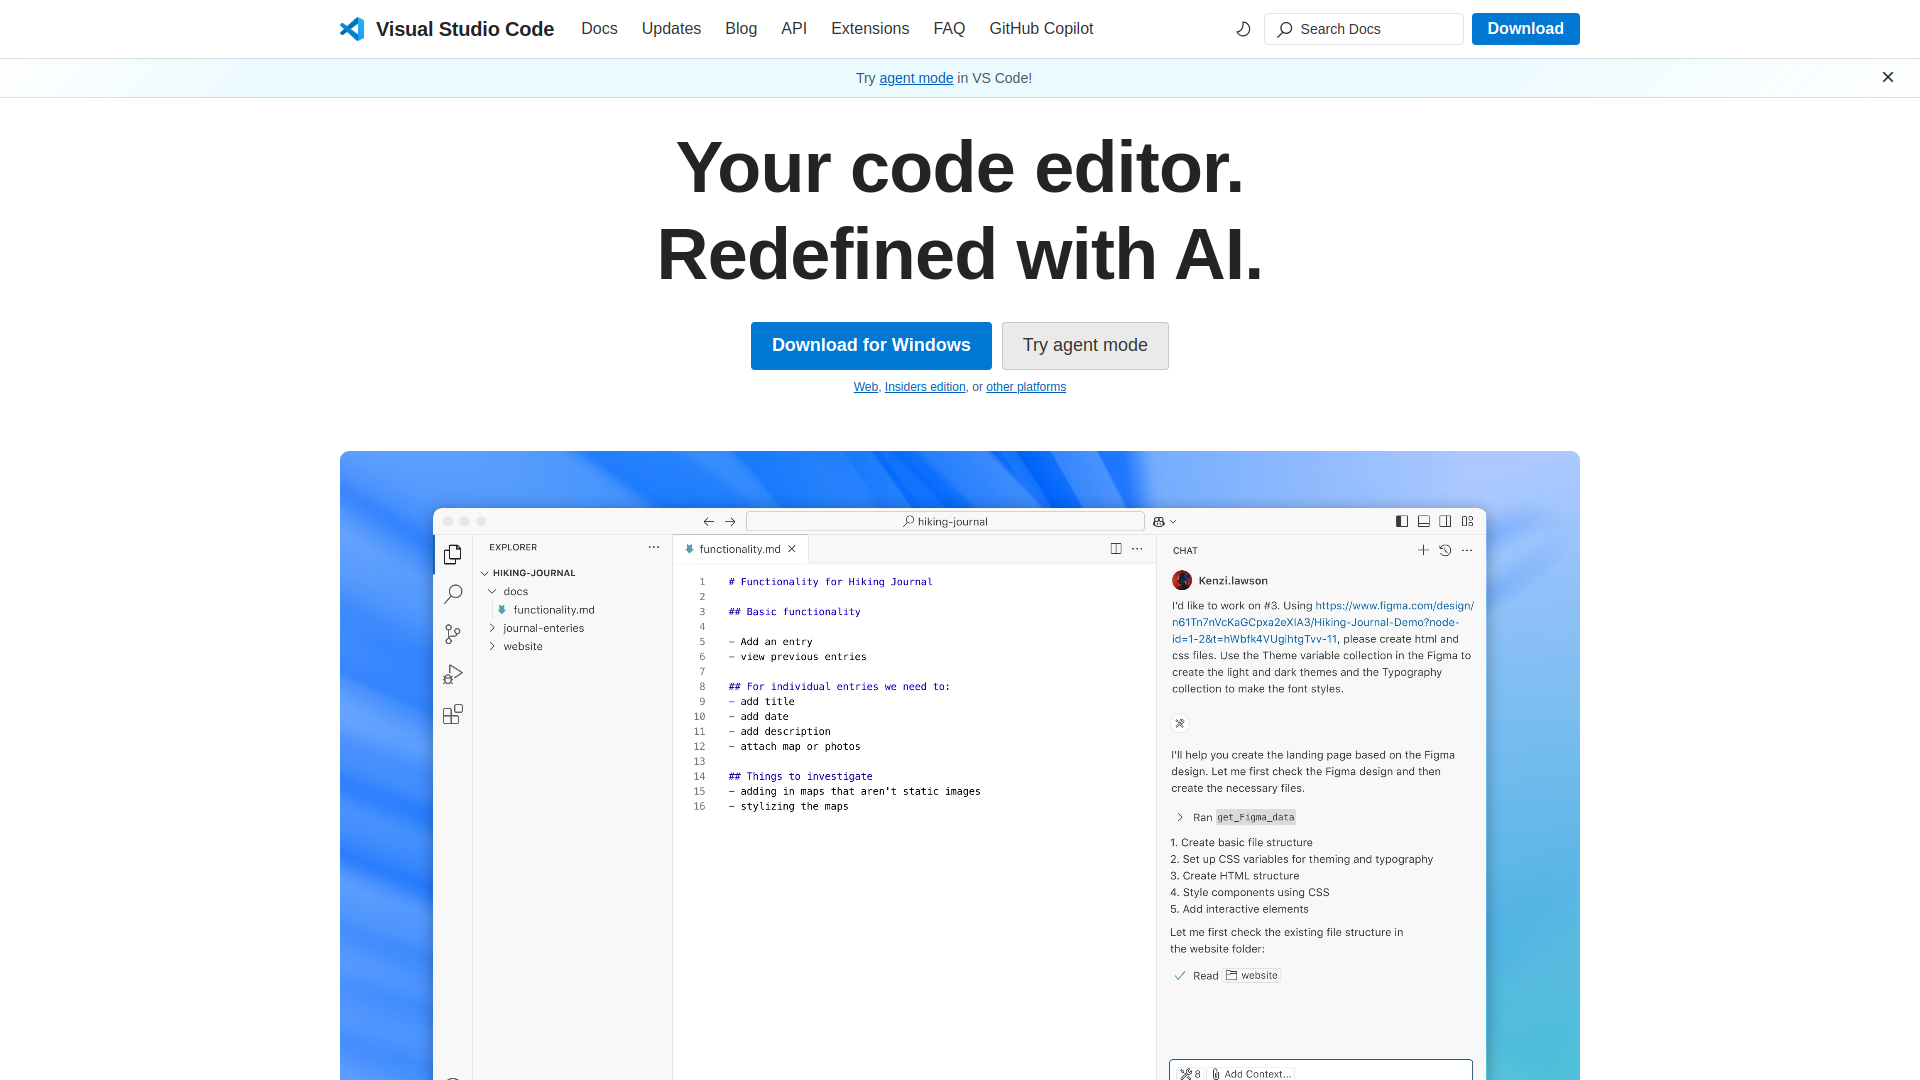 Visual Studio Code
Docs
Updates
Blog
API
Extensions
FAQ
GitHub Copilot
Search Docs
Download
Try agent mode in VS Code!
Your code editor.
Redefined with AI.
Download for Windows
Try agent mode
Web, Insiders edition, or other platforms
hiking-journal
EXPLORER
HIKING-JOURNAL
docs
functionality.md
journal-enteries
website
functionality.md
1 # Functionality for Hiking Journal
2
3 ## Basic functionality
4
5 - Add an entry
6 - view previous entries
7
8 ## For individual entries we need to:
9 - add title
10 - add date
11 - add description
12 - attach map or photos
13
14 ## Things to investigate
15 - adding in maps that aren't static images
16 - stylizing the maps
CHAT
Kenzi.lawson
I'd like to work on #3. Using https://www.figma.com/design/
n61Tn7nVcKaGCpxa2eXIA3/Hiking-Journal-Demo?node-
id=1-2&t=hWbfk4VUgihtgTvv-11, please create html and
css files. Use the Theme variable collection in the Figma to
create the light and dark themes and the Typography
collection to make the font styles.
I'll help you create the landing page based on the Figma
design. Let me first check the Figma design and then
create the necessary files.
Ran get_Figma_data
1. Create basic file structure
2. Set up CSS variables for theming and typography
3. Create HTML structure
4. Style components using CSS
5. Add interactive elements
Let me first check the existing file structure in
the website folder:
Read website
8 Add Context...